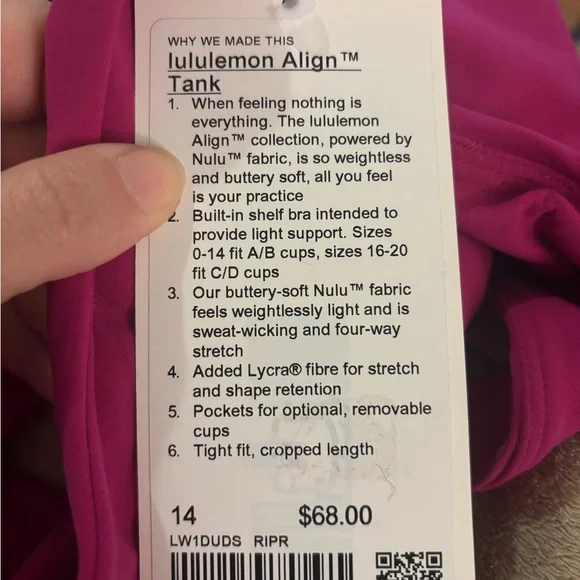 WHY WE MADE THIS
lululemon Align™
Tank
1. When feeling nothing is
everything. The lululemon
Align™ collection, powered by
Nulu™ fabric, is so weightless
and buttery soft, all you feel
is your practice
2. Built-in shelf bra intended to
provide light support. Sizes
0-14 fit A/B cups, sizes 16-20
fit C/D cups
3. Our buttery-soft Nulu™ fabric
feels weightlessly light and is
sweat-wicking and four-way
stretch
4. Added Lycra® fibre for stretch
and shape retention
5. Pockets for optional, removable
cups
6. Tight fit, cropped length
14 $68.00
LW1DUDS RIPR